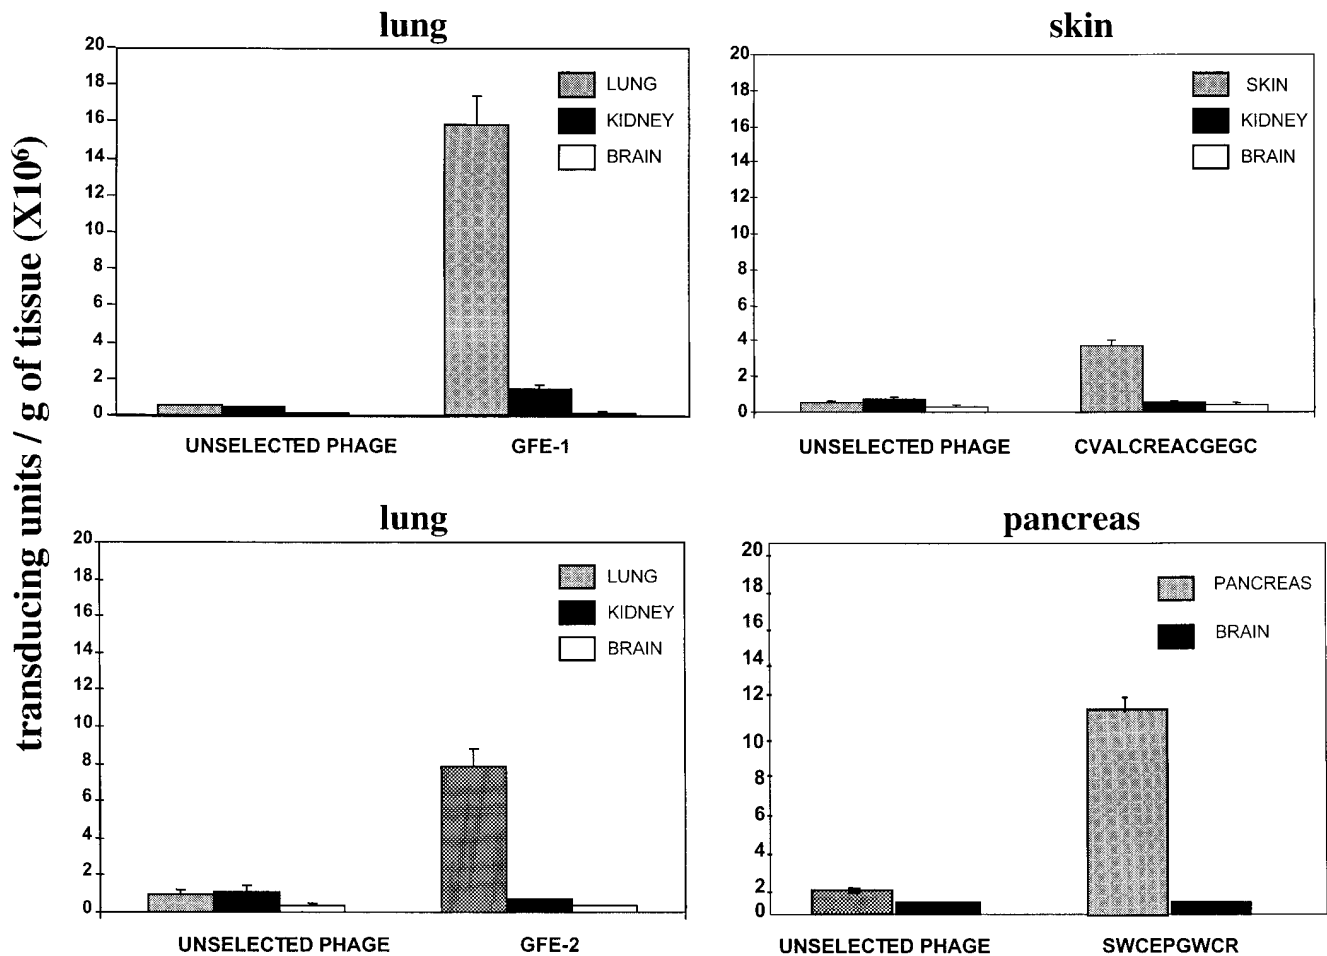 transducing units / g of tissue (X10⁶)
lung
20
18
16
14
12
10
8
6
4
2
0
LUNG
KIDNEY
BRAIN
UNSELECTED PHAGE GFE-1
skin
20
18
16
14
12
10
8
6
4
2
0
SKIN
KIDNEY
BRAIN
UNSELECTED PHAGE CVALCREACGEGC
lung
20
18
16
14
12
10
8
6
4
2
0
LUNG
KIDNEY
BRAIN
UNSELECTED PHAGE GFE-2
pancreas
20
18
16
14
12
10
8
6
4
2
0
PANCREAS
BRAIN
UNSELECTED PHAGE SWCEPGWCR